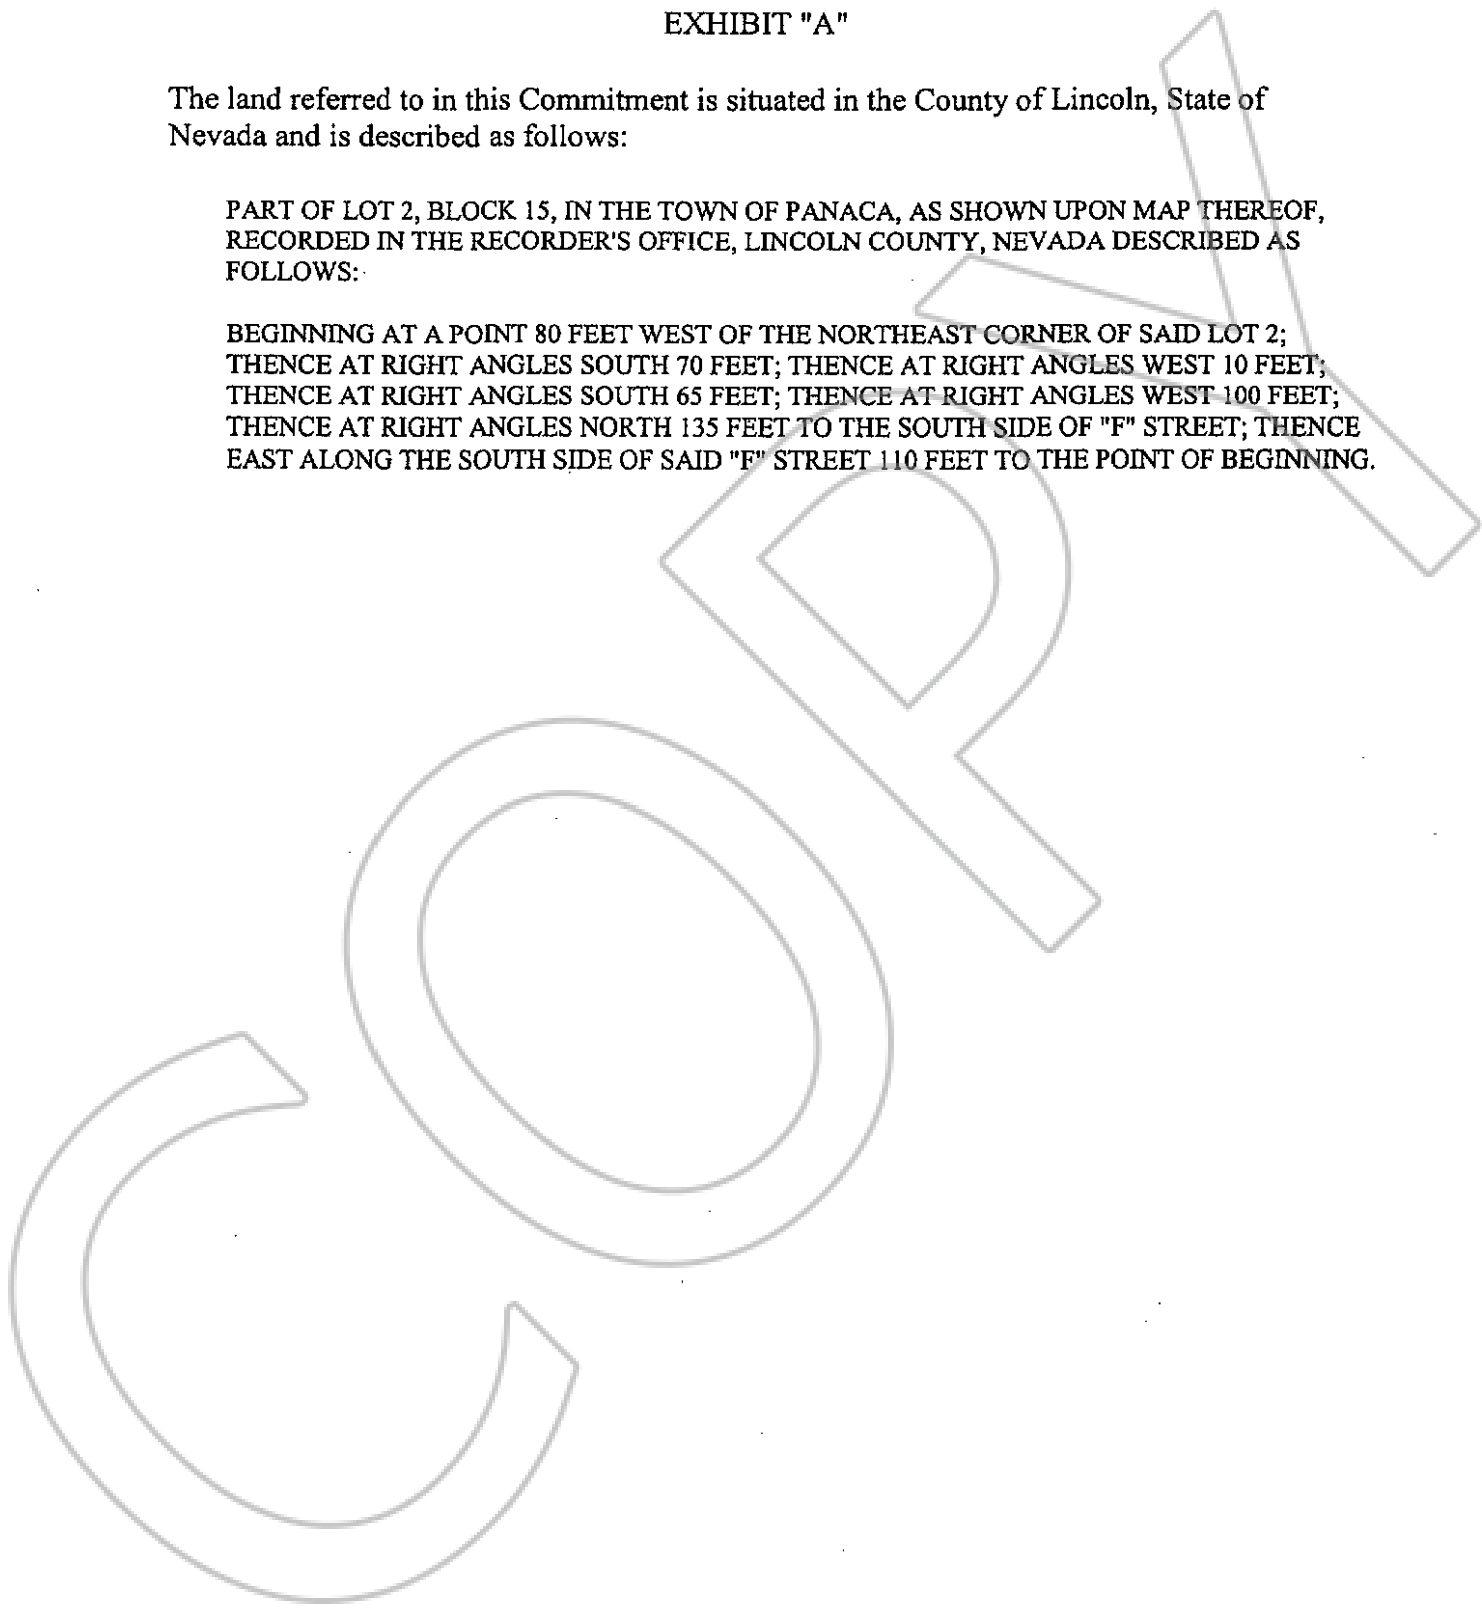 EXHIBIT "A"
The land referred to in this Commitment is situated in the County of Lincoln, State of
Nevada and is described as follows:
PART OF LOT 2, BLOCK 15, IN THE TOWN OF PANACA, AS SHOWN UPON MAP THEREOF,
RECORDED IN THE RECORDER'S OFFICE, LINCOLN COUNTY, NEVADA DESCRIBED AS
FOLLOWS:
BEGINNING AT A POINT 80 FEET WEST OF THE NORTHEAST CORNER OF SAID LOT 2;
THENCE AT RIGHT ANGLES SOUTH 70 FEET; THENCE AT RIGHT ANGLES WEST 10 FEET;
THENCE AT RIGHT ANGLES SOUTH 65 FEET; THENCE AT RIGHT ANGLES WEST 100 FEET;
THENCE AT RIGHT ANGLES NORTH 135 FEET TO THE SOUTH SIDE OF "F" STREET; THENCE
EAST ALONG THE SOUTH SIDE OF SAID "F" STREET 110 FEET TO THE POINT OF BEGINNING.
COPY